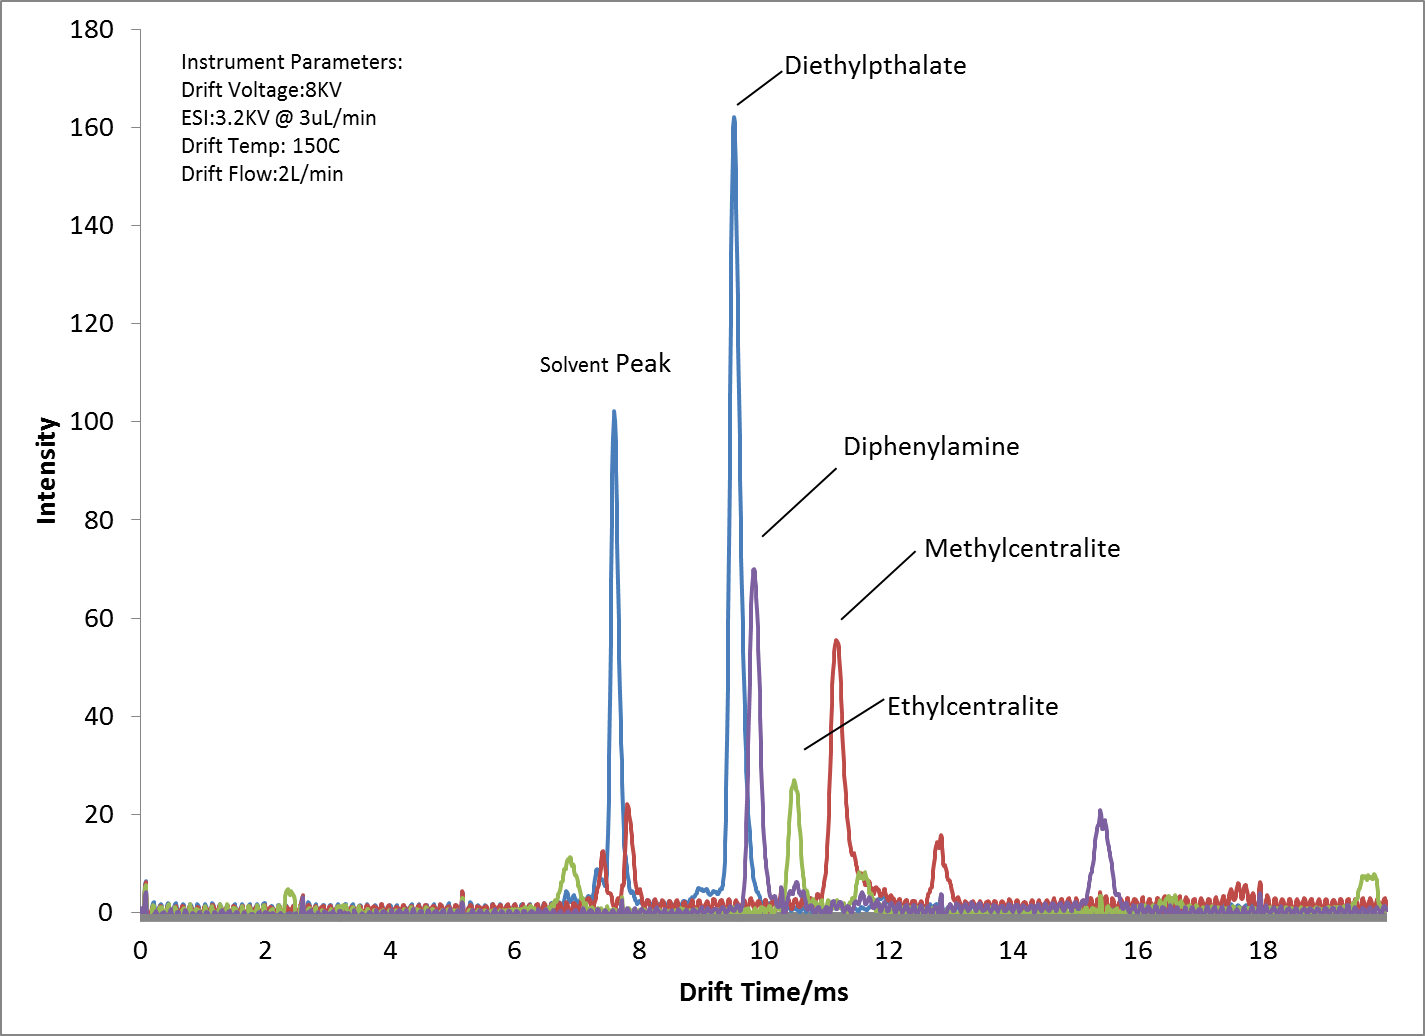 Instrument Parameters:
Drift Voltage:8KV
ESI:3.2KV @ 3uL/min
Drift Temp: 150C
Drift Flow:2L/min
Diethylpthalate
Solvent Peak
Diphenylamine
Methylcentralite
Ethylcentralite
Intensity
180
160
140
120
100
80
60
40
20
0
0 2 4 6 8 10 12 14 16 18
Drift Time/ms